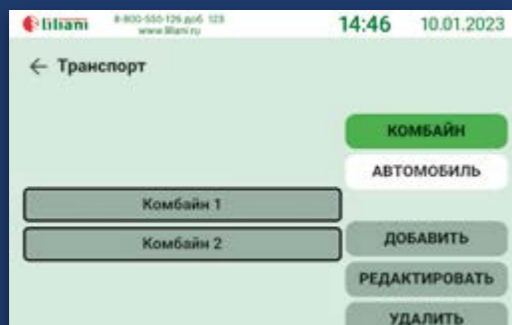 liliani
8-800-555-126 доб. 123
www.liliani.ru
14:46 10.01.2023
← Транспорт
КОМБАЙН
АВТОМОБИЛЬ
Комбайн 1
Комбайн 2
ДОБАВИТЬ
РЕДАКТИРОВАТЬ
УДАЛИТЬ